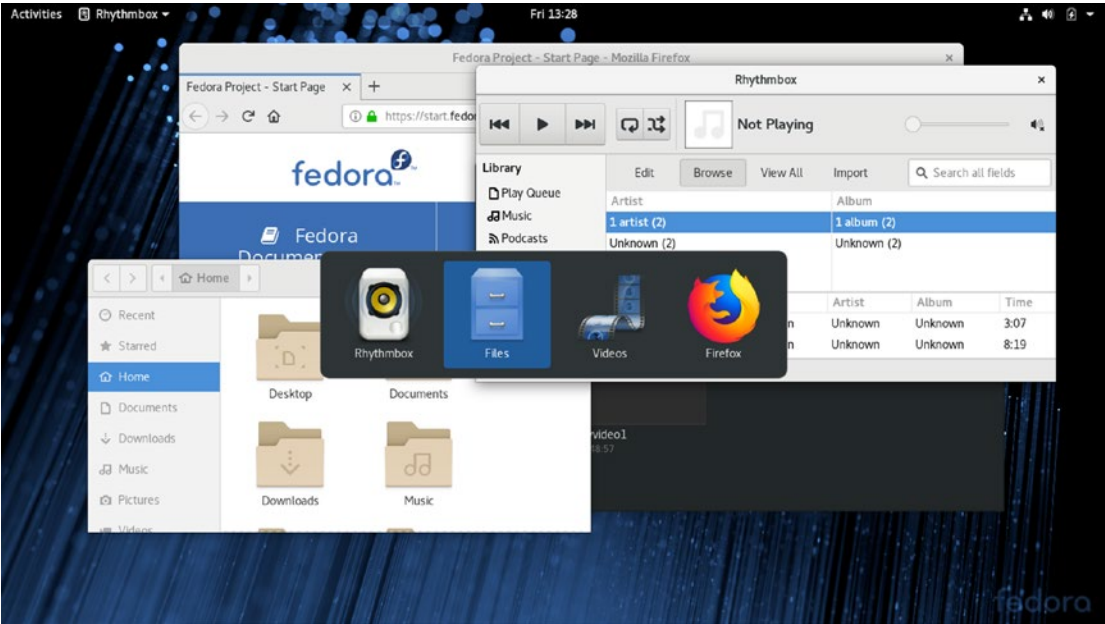 Activities Rhythmbox Fri 13:28
Fedora Project - Start Page - Mozilla Firefox
Fedora Project - Start Page
https://start.fedor
fedora
Fedora
Rhythmbox
Not Playing
Library
Edit Browse View All Import Search all fields
Play Queue
Music
Podcasts
Artist Album
1 artist (2) 1 album (2)
Unknown (2) Unknown (2)
Artist Album Time
n Unknown Unknown 3:07
n Unknown Unknown 8:19
Rhythmbox Files Videos Firefox
Home
Recent
Starred
Home
Documents
Downloads
Music
Pictures
Videos
Desktop Documents
Downloads Music
video1
fedora